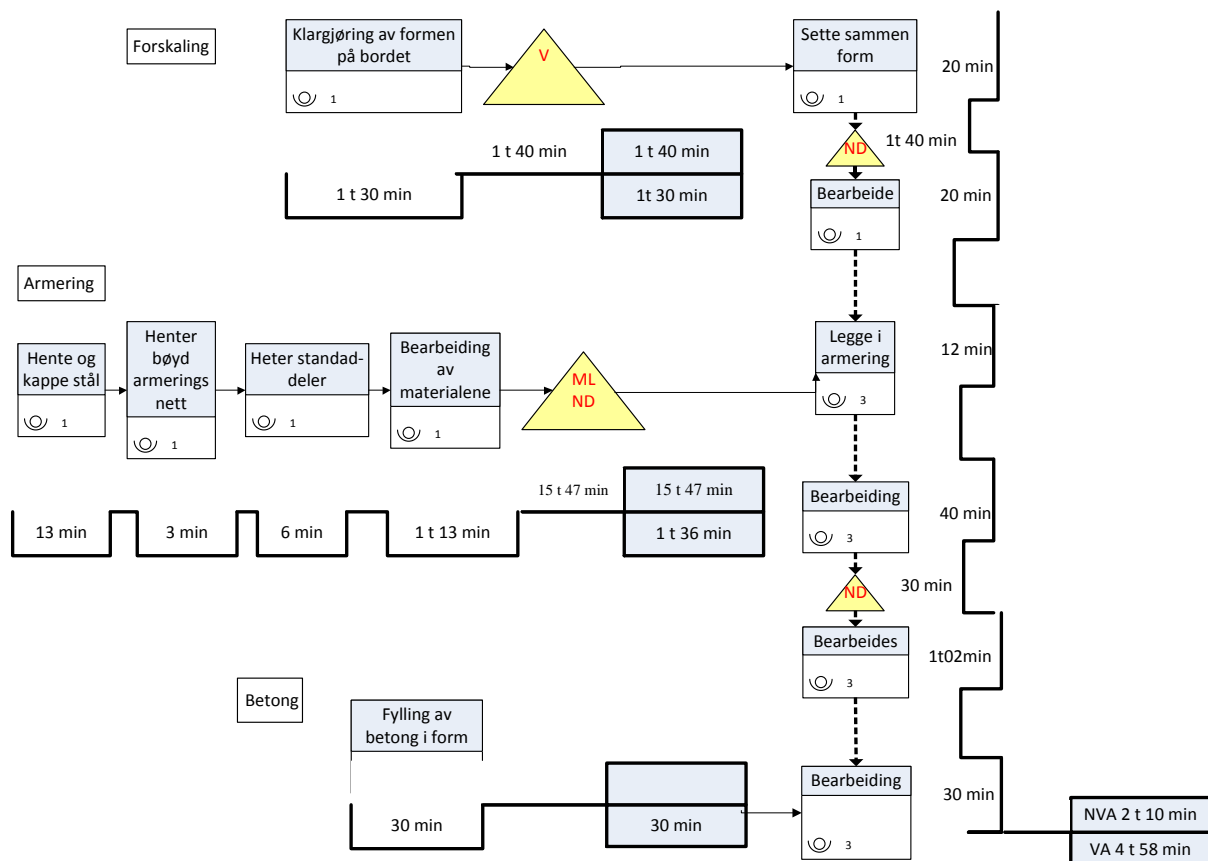 Forskaling
Klargjøring av formen
på bordet
1
V
Sette sammen
form
1
20 min
1t 40 min
ND
1 t 40 min
1 t 40 min
1 t 30 min
1t 30 min
Bearbeide
1
20 min
Armering
Hente og
kappe stål
1
Henter
bøyd
armerings
nett
1
Heter standad-
deler
1
Bearbeiding
av
materialene
1
ML
ND
Legge i
armering
3
12 min
15 t 47 min
15 t 47 min
13 min
3 min
6 min
1 t 13 min
1 t 36 min
Bearbeiding
3
40 min
ND
30 min
Bearbeides
3
1t02min
Betong
Fylling av
betong i form
30 min
30 min
Bearbeiding
3
30 min
NVA 2 t 10 min
VA 4 t 58 min